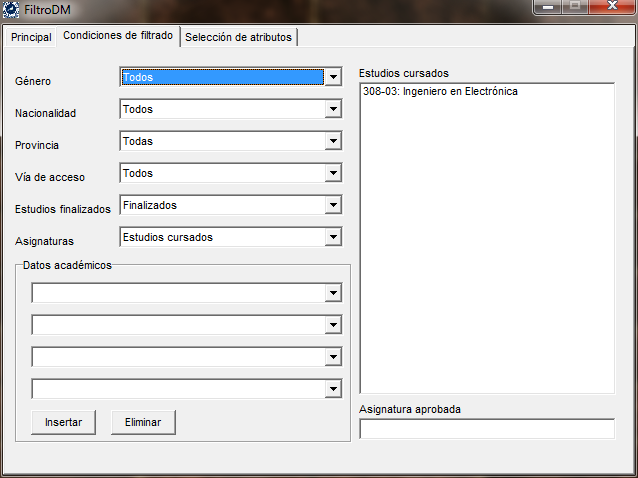 FiltroDM
Principal
Condiciones de filtrado
Selección de atributos
Género
Todos
Nacionalidad
Todos
Provincia
Todas
Vía de acceso
Todos
Estudios finalizados
Finalizados
Asignaturas
Estudios cursados
Datos académicos
Insertar
Eliminar
Estudios cursados
308-03: Ingeniero en Electrónica
Asignatura aprobada